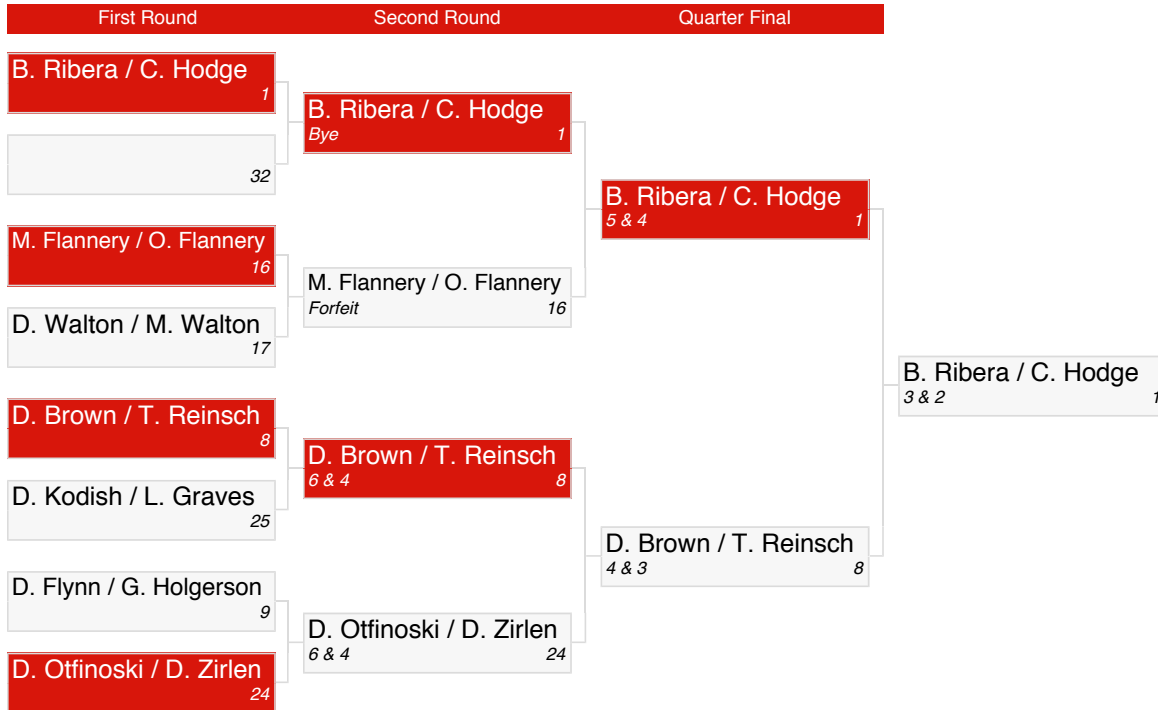 First Round Second Round Quarter Final
B. Ribera / C. Hodge
1
32
M. Flannery / O. Flannery
16
D. Walton / M. Walton
17
D. Brown / T. Reinsch
8
D. Kodish / L. Graves
25
D. Flynn / G. Holgerson
9
D. Otfinoski / D. Zirlen
24
B. Ribera / C. Hodge
Bye 1
M. Flannery / O. Flannery
Forfeit 16
D. Brown / T. Reinsch
6 & 4 8
D. Otfinoski / D. Zirlen
6 & 4 24
B. Ribera / C. Hodge
5 & 4 1
D. Brown / T. Reinsch
4 & 3 8
B. Ribera / C. Hodge
3 & 2 1